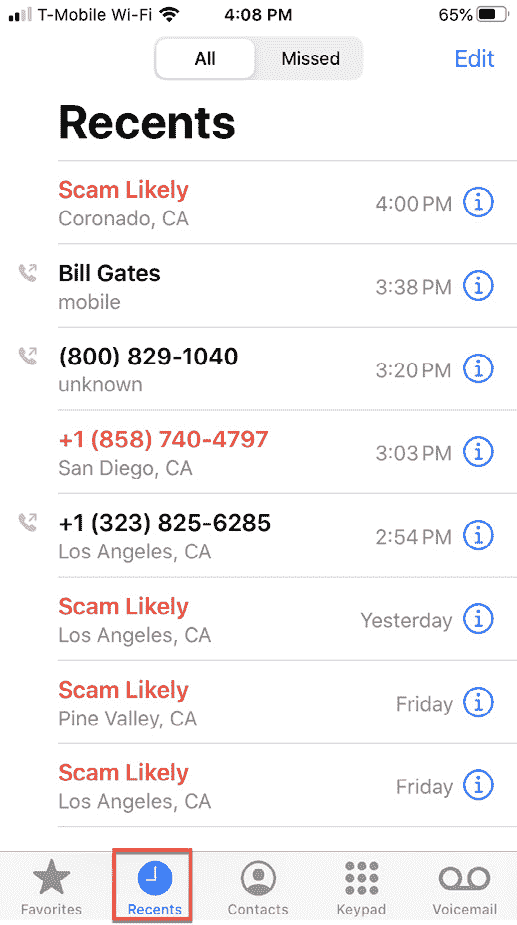 T-Mobile Wi-Fi 4:08 PM 65%
All Missed Edit
Recents
Scam Likely
Coronado, CA
4:00 PM
Bill Gates
mobile
3:38 PM
(800) 829-1040
unknown
3:20 PM
+1 (858) 740-4797
San Diego, CA
3:03 PM
+1 (323) 825-6285
Los Angeles, CA
2:54 PM
Scam Likely
Los Angeles, CA
Yesterday
Scam Likely
Pine Valley, CA
Friday
Scam Likely
Los Angeles, CA
Friday
Favorites Recents Contacts Keypad Voicemail